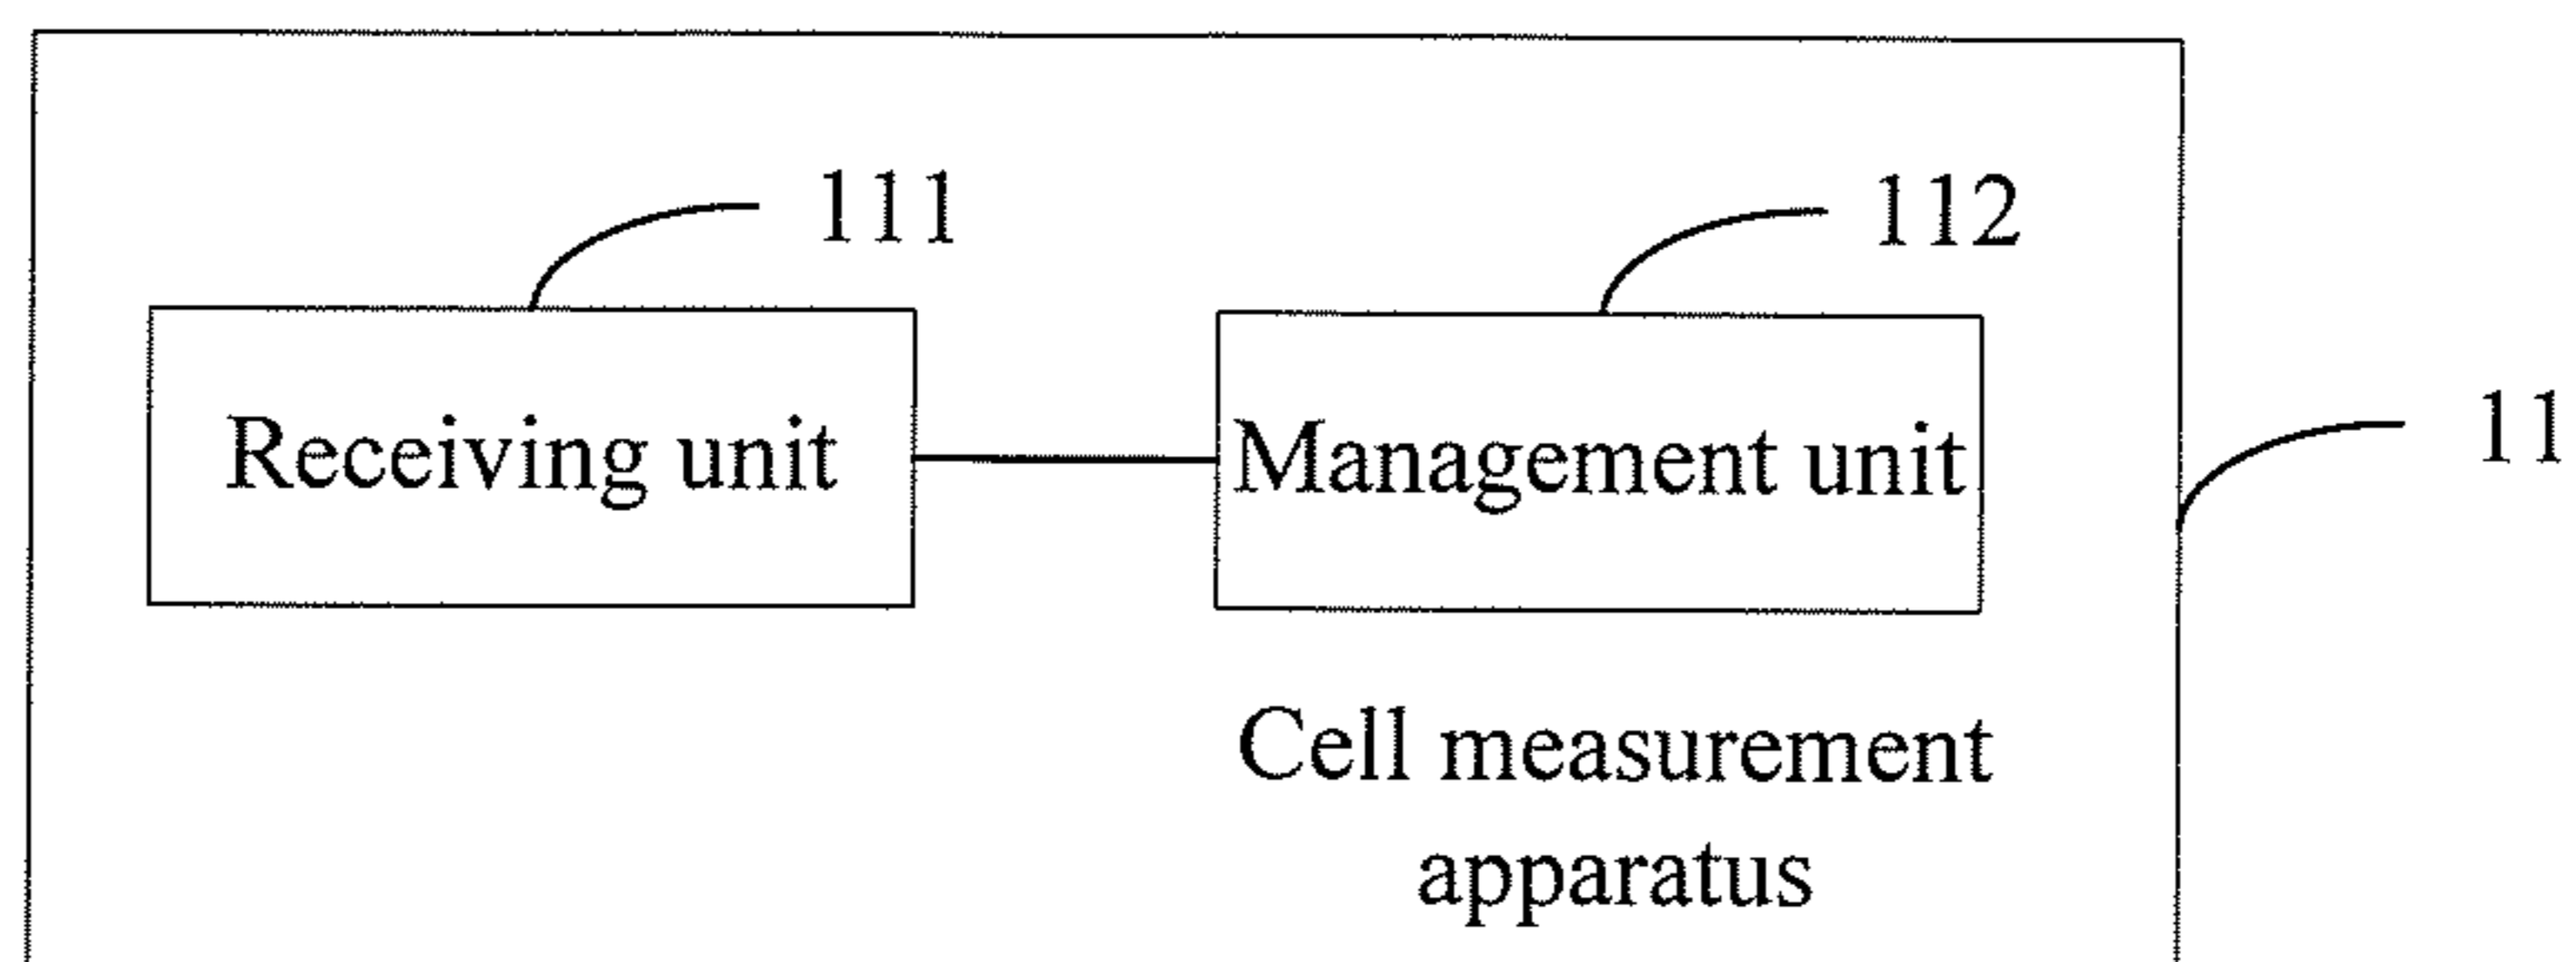 111
112
Receiving unit
Management unit
11
Cell measurement
apparatus